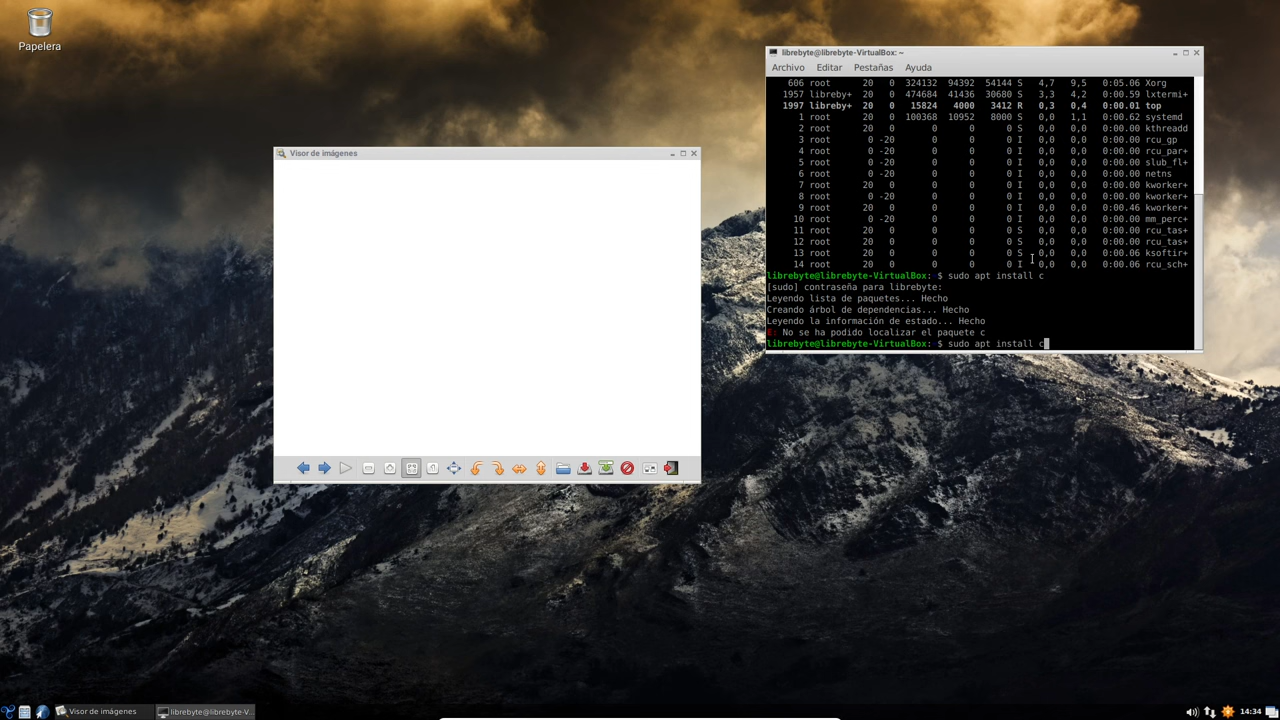 Papelera
librebyte@librebyte-VirtualBox: ~
Archivo Editar Pestañas Ayuda
606 root 20 0 324132 94392 54144 S 4,7 9,5 0:05.06 Xorg
1957 libreby+ 20 0 474684 41436 30680 S 3,3 4,2 0:00.59 lxtermi+
1997 libreby+ 20 0 15824 4000 3412 R 0,3 0,4 0:00.01 top
1 root 20 0 100368 10952 8000 S 0,0 1,1 0:00.62 systemd
2 root 20 0 0 0 0 S 0,0 0,0 0:00.00 kthreadd
3 root 0 -20 0 0 0 I 0,0 0,0 0:00.00 rcu_gp
4 root 0 -20 0 0 0 I 0,0 0,0 0:00.00 rcu_par+
5 root 0 -20 0 0 0 I 0,0 0,0 0:00.00 slub_fl+
6 root 0 -20 0 0 0 I 0,0 0,0 0:00.00 netns
7 root 20 0 0 0 0 I 0,0 0,0 0:00.00 kworker+
8 root 0 -20 0 0 0 I 0,0 0,0 0:00.00 kworker+
9 root 20 0 0 0 0 I 0,0 0,0 0:00.46 kworker+
10 root 0 -20 0 0 0 I 0,0 0,0 0:00.00 mm_perc+
11 root 20 0 0 0 0 S 0,0 0,0 0:00.00 rcu_tas+
12 root 20 0 0 0 0 S 0,0 0,0 0:00.00 rcu_tas+
13 root 20 0 0 0 0 S 0,0 0,0 0:00.06 ksoftir+
14 root 20 0 0 0 0 I 0,0 0,0 0:00.06 rcu_sch+
librebyte@librebyte-VirtualBox: $ sudo apt install c
[sudo] contraseña para librebyte:
Leyendo lista de paquetes... Hecho
Creando árbol de dependencias... Hecho
Leyendo la información de estado... Hecho
E: No se ha podido localizar el paquete c
librebyte@librebyte-VirtualBox: $ sudo apt install c
Visor de imágenes
Visor de imágenes
librebyte@librebyte-V...
14:34